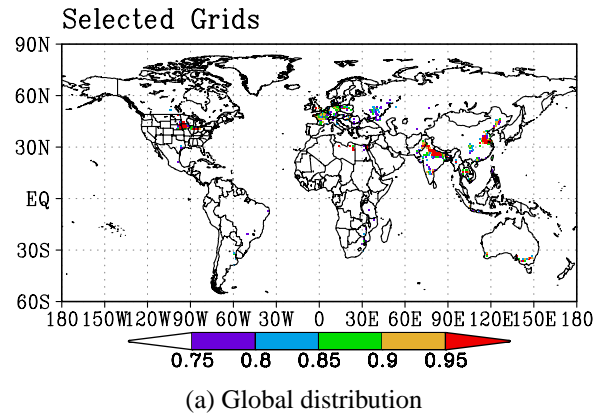 Selected Grids
90N
60N
30N
EQ
30S
60S
180 150W 120W 90W 60W 30W 0 30E 60E 90E 120E 150E 180
0.75 0.8 0.85 0.9 0.95
(a) Global distribution